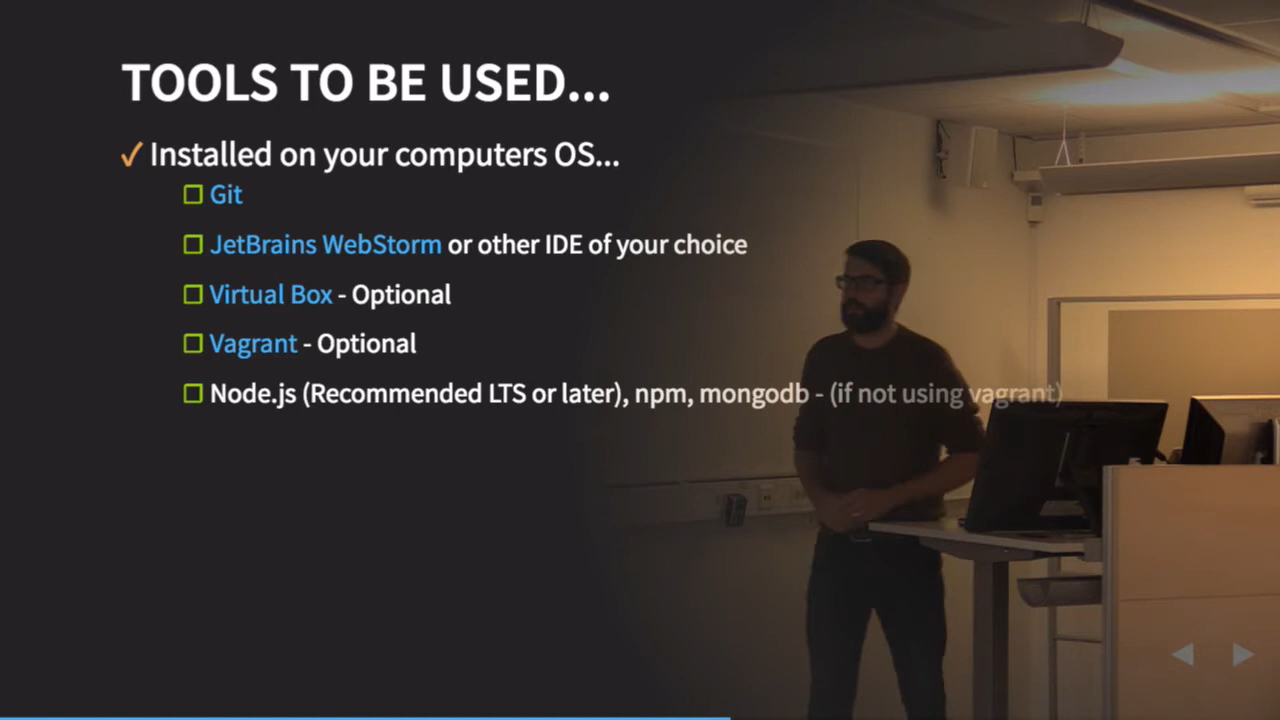 TOOLS TO BE USED...
✓ Installed on your computers OS...
☐ Git
☐ JetBrains WebStorm or other IDE of your choice
☐ Virtual Box - Optional
☐ Vagrant - Optional
☐ Node.js (Recommended LTS or later), npm, mongodb - (if not using vagrant)